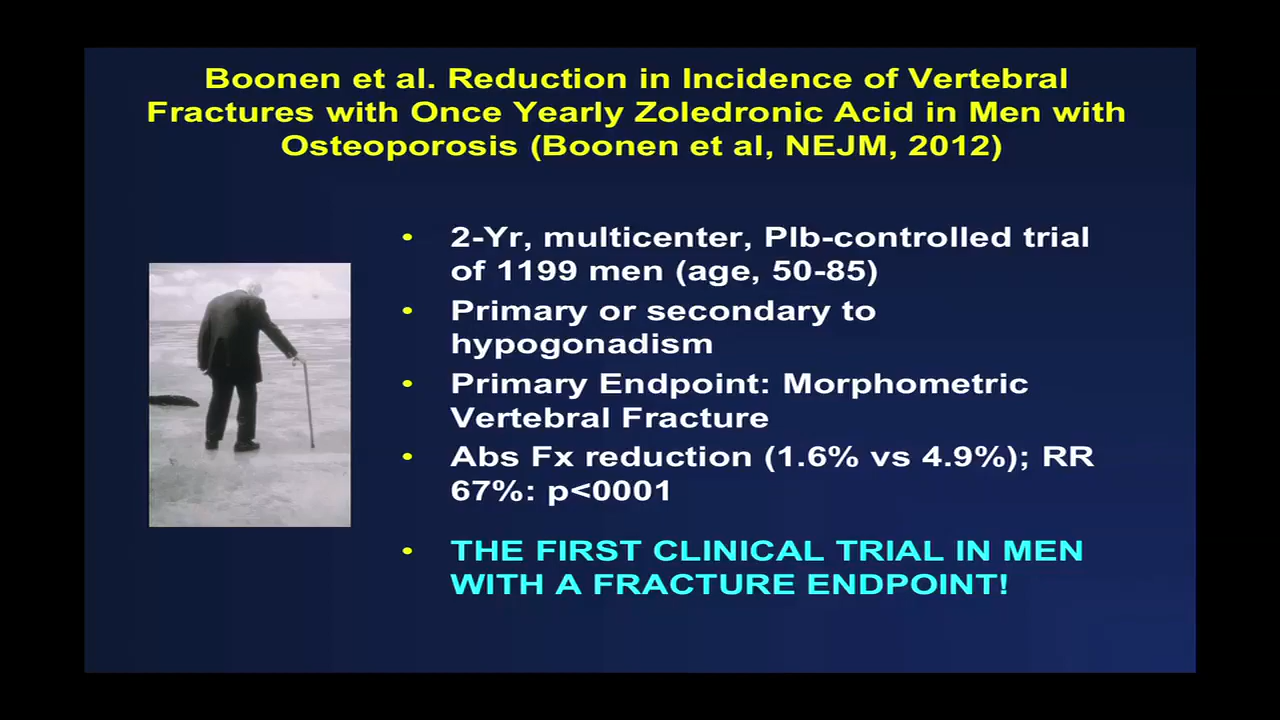 Boonen et al. Reduction in Incidence of Vertebral
Fractures with Once Yearly Zoledronic Acid in Men with
Osteoporosis (Boonen et al, NEJM, 2012)
• 2-Yr, multicenter, Plb-controlled trial
of 1199 men (age, 50-85)
• Primary or secondary to
hypogonadism
• Primary Endpoint: Morphometric
Vertebral Fracture
• Abs Fx reduction (1.6% vs 4.9%); RR
67%: p<0001
• THE FIRST CLINICAL TRIAL IN MEN
WITH A FRACTURE ENDPOINT!